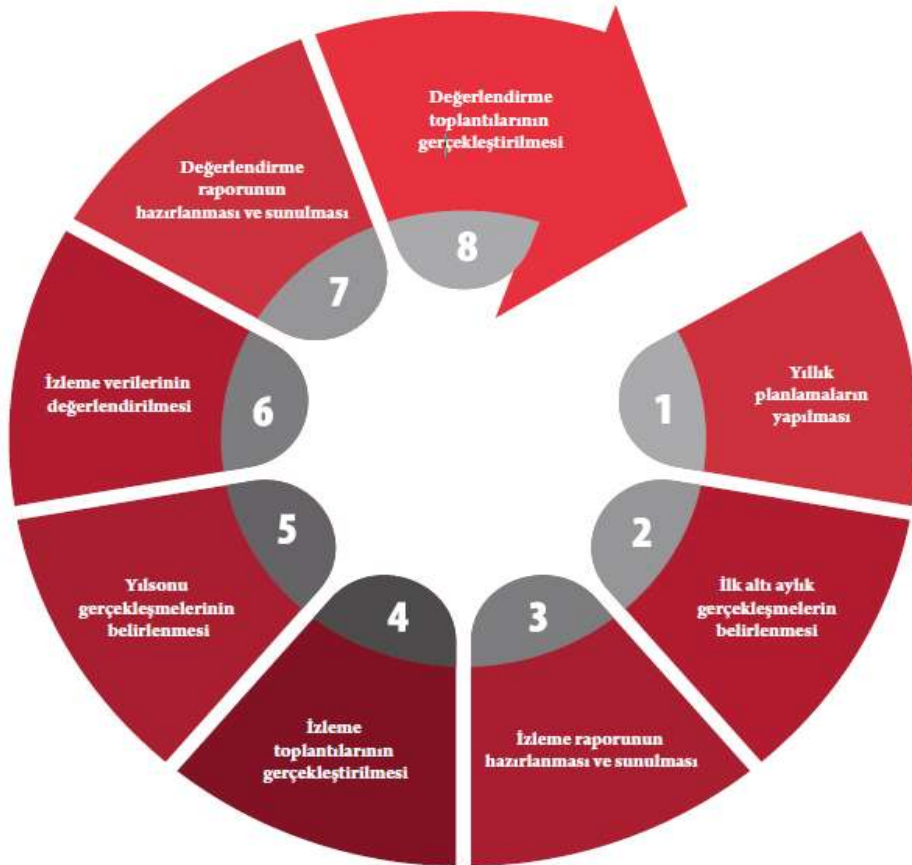 1
Yıllık
planlamaların
yapılması
2
İlk altı aylık
gerçekleşmelerin
belirlenmesi
3
İzleme raporunun
hazırlanması ve sunulması
4
İzleme
toplantılarının
gerçekleştirilmesi
5
Yılsonu
gerçekleşmelerinin
belirlenmesi
6
İzleme verilerinin
değerlendirilmesi
7
Değerlendirme
raporunun
hazırlanması ve sunulması
8
Değerlendirme
toplantılarının
gerçekleştirilmesi